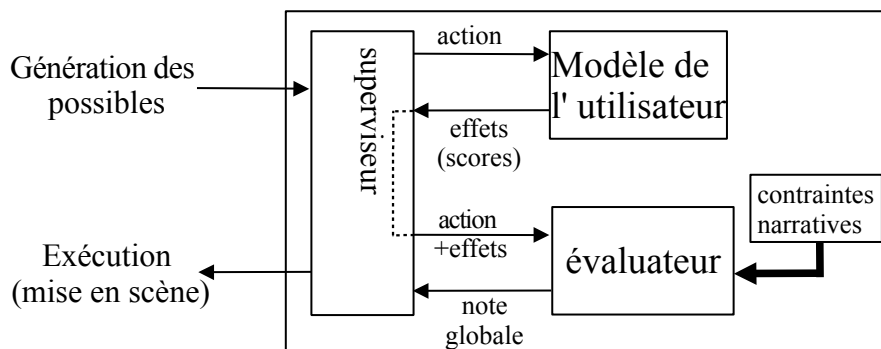 Génération des
possibles
superviseur
action
Modèle de
l' utilisateur
effets
(scores)
contraintes
narratives
action
+effets
évaluateur
Exécution
(mise en scène)
note
globale